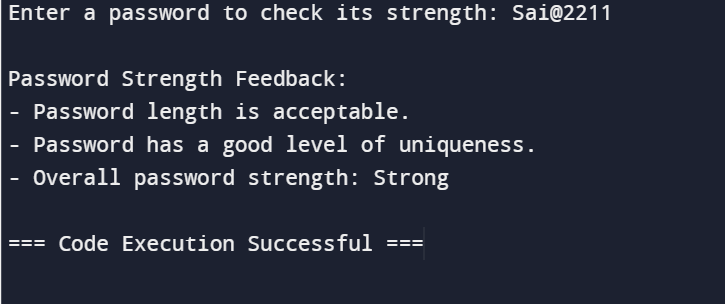 Enter a password to check its strength: Sai@2211
Password Strength Feedback:
- Password length is acceptable.
- Password has a good level of uniqueness.
- Overall password strength: Strong
=== Code Execution Successful ===